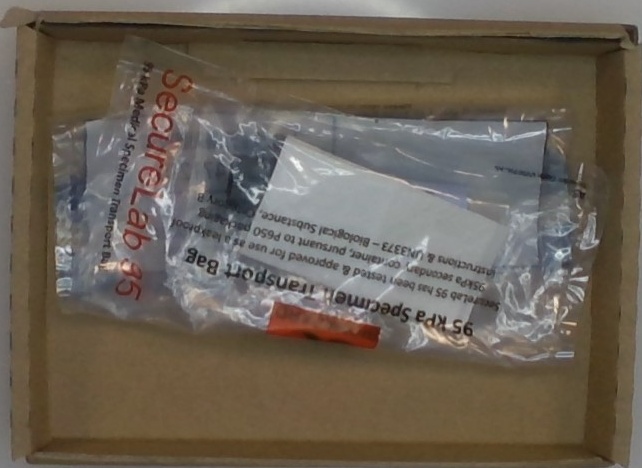 SecureLab 95
95 kPa Medical Specimen Transport Bag
95 kPa Specimen Transport Bag
SecureLab 95 has been tested & approved for use as a leakproof
95kPa secondary container, pursuant to P650 packaging
instructions & UN3373 – Biological Substance,